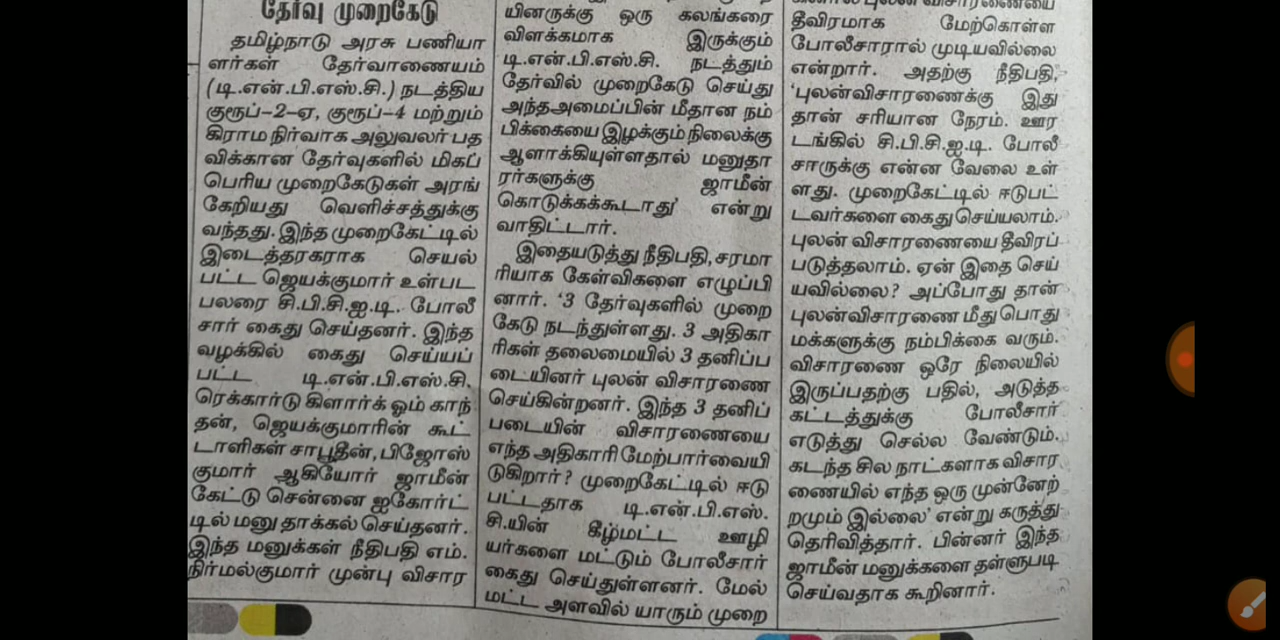 தேர்வு முறைகேடு
தமிழ்நாடு அரசு பணியா
ளர்கள் தேர்வாணையம்
(டி.என்.பி.எஸ்.சி.) நடத்திய
குரூப்-2-ஏ, குரூப்-4 மற்றும்
கிராம நிர்வாக அலுவலர் பத
விக்கான தேர்வுகளில் மிகப்
பெரிய முறைகேடுகள் அரங்
கேறியது வெளிச்சத்துக்கு
வந்தது. இந்த முறைகேட்டில்
இடைத்தரகராக செயல்
பட்ட ஜெயக்குமார் உள்பட
பலரை சி.பி.சி.ஐ.டி. போலீ
சார் கைது செய்தனர். இந்த
வழக்கில் கைது செய்யப்
பட்ட டி.என்.பி.எஸ்.சி.
ரெக்கார்டு கிளார்க் ஓம் காந்
தன், ஜெயக்குமாரின் கூட்
டாளிகள் சாபூதீன், பிஜோஸ்
குமார் ஆகியோர் ஜாமீன்
கேட்டு சென்னை ஐகோர்ட்
டில் மனு தாக்கல் செய்தனர்.
இந்த மனுக்கள் நீதிபதி எம்.
நிர்மல்குமார் முன்பு விசார
யினருக்கு ஒரு கலங்கரை
விளக்கமாக இருக்கும்
டி.என்.பி.எஸ்.சி. நடத்தும்
தேர்வில் முறைகேடு செய்து
அந்தஅமைப்பின் மீதான நம்
பிக்கையை இழக்கும் நிலைக்கு
ஆளாக்கியுள்ளதால் மனுதா
ரர்களுக்கு ஜாமீன்
கொடுக்கக்கூடாது' என்று
வாதிட்டார்.
இதையடுத்து நீதிபதி, சரமா
ரியாக கேள்விகளை எழுப்பி
னார். '3 தேர்வுகளில் முறை
கேடு நடந்துள்ளது. 3 அதிகா
ரிகள் தலைமையில் 3 தனிப்ப
டையினர் புலன் விசாரணை
செய்கின்றனர். இந்த 3 தனிப்
படையின் விசாரணையை
எந்த அதிகாரி மேற்பார்வையி
டுகிறார்? முறைகேட்டில் ஈடு
பட்டதாக டி.என்.பி.எஸ்.
சி.யின் கீழ்மட்ட ஊழி
யர்களை மட்டும் போலீசார்
கைது செய்துள்ளனர். மேல்
மட்ட அளவில் யாரும் முறை
புலன் விசாரணையை
தீவிரமாக மேற்கொள்ள
போலீசாரால் முடியவில்லை
என்றார். அதற்கு நீதிபதி,
'புலன்விசாரணைக்கு இது
தான் சரியான நேரம். ஊர
டங்கில் சி.பி.சி.ஐ.டி. போலீ
சாருக்கு என்ன வேலை உள்
ளது. முறைகேட்டில் ஈடுபட்
டவர்களை கைது செய்யலாம்.
புலன் விசாரணையை தீவிரப்
படுத்தலாம். ஏன் இதை செய்
யவில்லை? அப்போது தான்
புலன்விசாரணை மீது பொது
மக்களுக்கு நம்பிக்கை வரும்.
விசாரணை ஒரே நிலையில்
இருப்பதற்கு பதில், அடுத்த
கட்டத்துக்கு போலீசார்
எடுத்து செல்ல வேண்டும்.
கடந்த சில நாட்களாக விசார
ணையில் எந்த ஒரு முன்னேற்
றமும் இல்லை' என்று கருத்து
தெரிவித்தார். பின்னர் இந்த
ஜாமீன் மனுக்களை தள்ளுபடி
செய்வதாக கூறினார்.